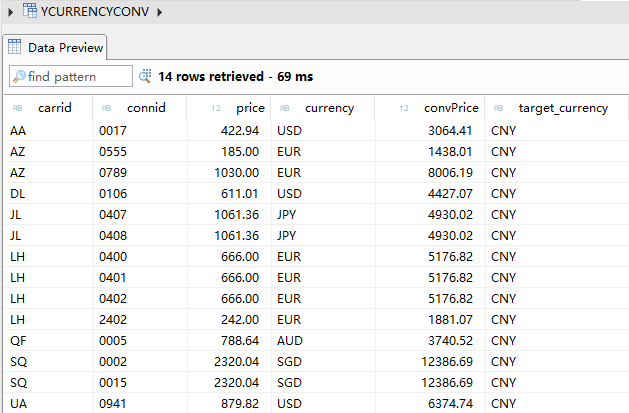 YCURRENCYCONV
Data Preview
find pattern 14 rows retrieved - 69 ms
AB carrid AB connid 12 price AB currency 12 convPrice AB target_currency
AA 0017 422.94 USD 3064.41 CNY
AZ 0555 185.00 EUR 1438.01 CNY
AZ 0789 1030.00 EUR 8006.19 CNY
DL 0106 611.01 USD 4427.07 CNY
JL 0407 1061.36 JPY 4930.02 CNY
JL 0408 1061.36 JPY 4930.02 CNY
LH 0400 666.00 EUR 5176.82 CNY
LH 0401 666.00 EUR 5176.82 CNY
LH 0402 666.00 EUR 5176.82 CNY
LH 2402 242.00 EUR 1881.07 CNY
QF 0005 788.64 AUD 3740.52 CNY
SQ 0002 2320.04 SGD 12386.69 CNY
SQ 0015 2320.04 SGD 12386.69 CNY
UA 0941 879.82 USD 6374.74 CNY